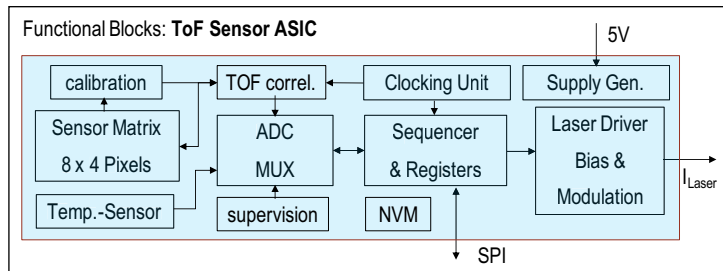 Functional Blocks: ToF Sensor ASIC
5V
calibration
TOF correl.
Clocking Unit
Supply Gen.
Sensor Matrix
8 x 4 Pixels
ADC
MUX
Sequencer
& Registers
Laser Driver
Bias &
Modulation
I Laser
Temp.-Sensor
supervision
NVM
SPI